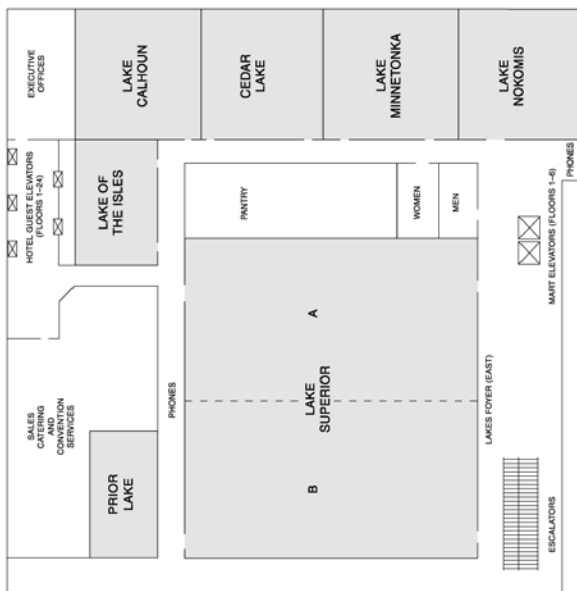 EXECUTIVE
OFFICES
LAKE
CALHOUN
CEDAR
LAKE
LAKE
MINNETONKA
LAKE
NOKOMIS
HOTEL GUEST ELEVATORS
(FLOORS 1–24)
LAKE OF
THE ISLES
PANTRY
WOMEN
MEN
PHONES
MART ELEVATORS (FLOORS 1–6)
SALES
CATERING
AND
CONVENTION
SERVICES
PRIOR
LAKE
PHONES
A
LAKE
SUPERIOR
B
LAKES FOYER (EAST)
ESCALATORS